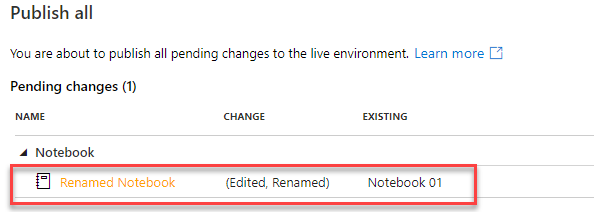 Publish all
You are about to publish all pending changes to the live environment. Learn more
Pending changes (1)
NAME CHANGE EXISTING
Notebook
Renamed Notebook (Edited, Renamed) Notebook 01